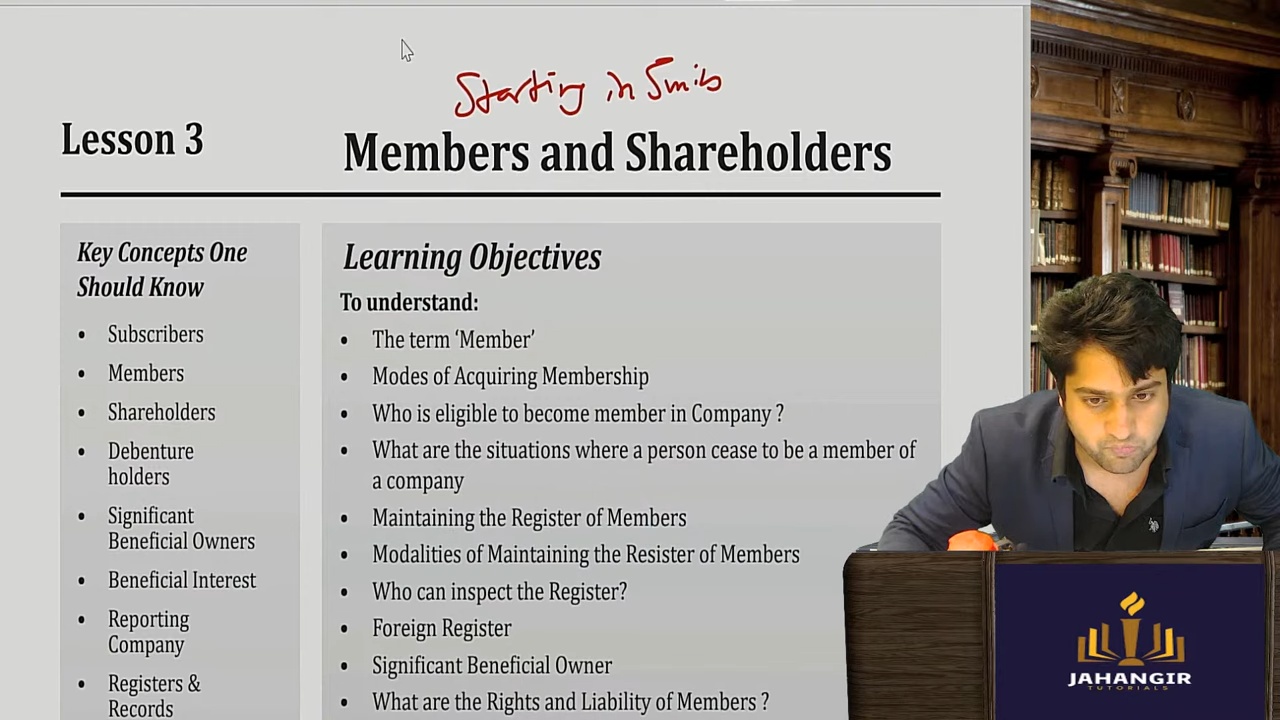 Starting in 5 min
Lesson 3
Members and Shareholders
Key Concepts One
Should Know
• Subscribers
• Members
• Shareholders
• Debenture
holders
• Significant
Beneficial Owners
• Beneficial Interest
• Reporting
Company
• Registers &
Records
Learning Objectives
To understand:
• The term ‘Member’
• Modes of Acquiring Membership
• Who is eligible to become member in Company ?
• What are the situations where a person cease to be a member of
a company
• Maintaining the Register of Members
• Modalities of Maintaining the Resister of Members
• Who can inspect the Register?
• Foreign Register
• Significant Beneficial Owner
• What are the Rights and Liability of Members ?
JAHANGIR
TUTORIALS